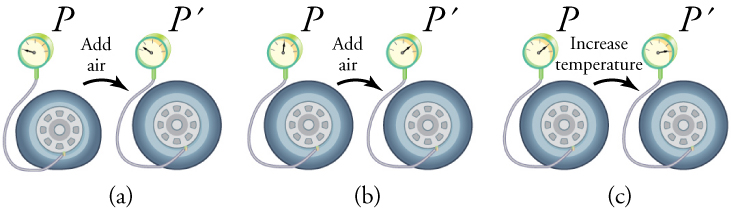 P
P′
Add
air
(a)
P
P′
Add
air
(b)
P
P′
Increase
temperature
(c)